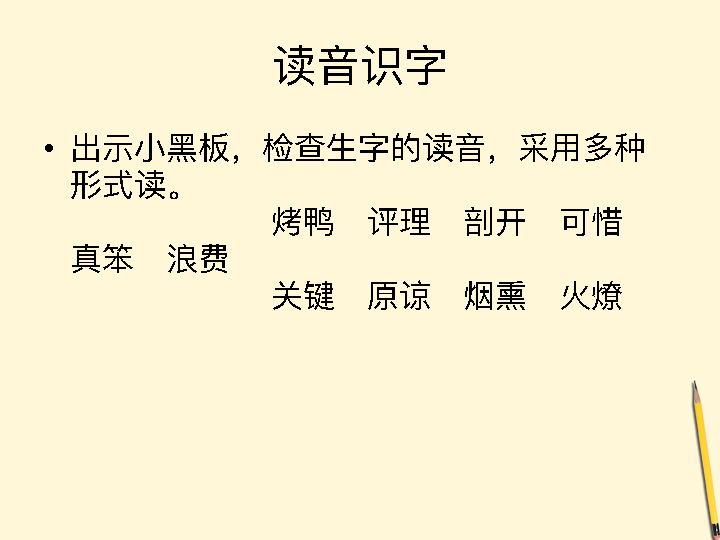 读音识字
• 出示小黑板，检查生字的读音，采用多种
形式读。
烤鸭 评理 剖开 可惜
真笨 浪费
关键 原谅 烟熏 火燎